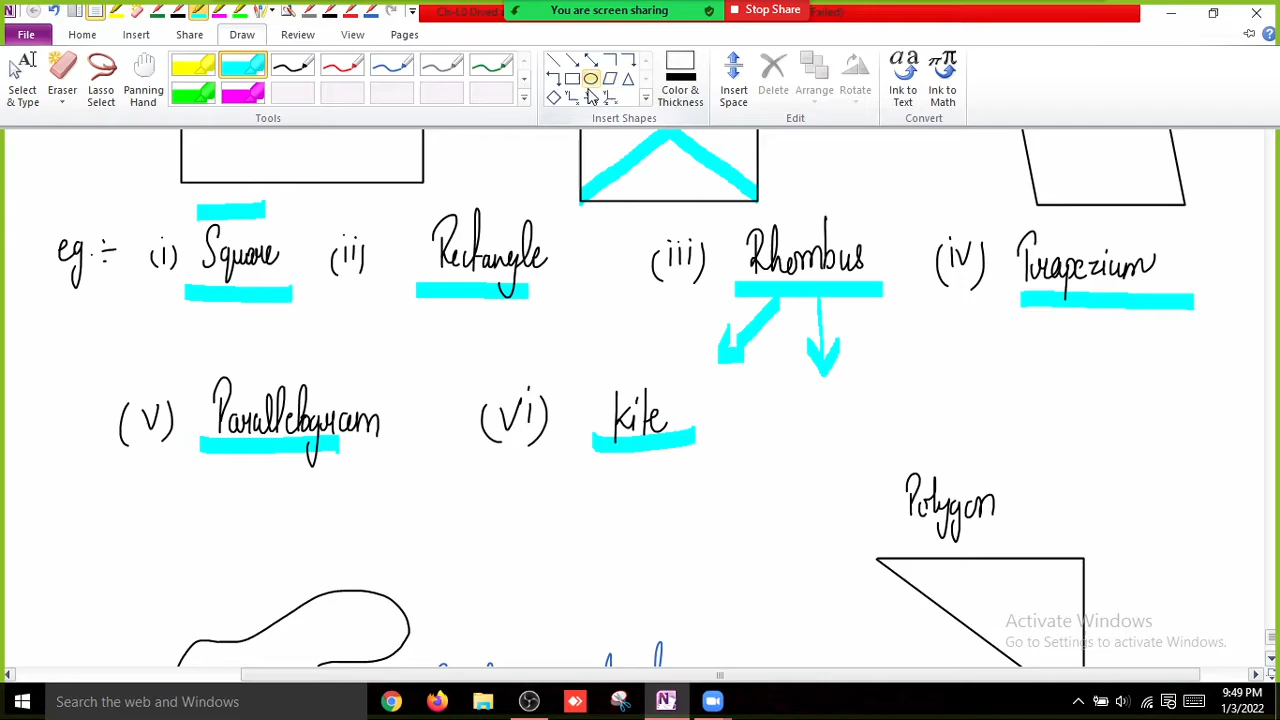 You are screen sharing
Stop Share
File
Home
Insert
Share
Draw
Review
View
Pages
Select & Type
Eraser
Lasso Select
Panning Hand
Color & Thickness
Insert Space
Delete
Arrange
Rotate
Ink to Text
Ink to Math
Tools
Insert Shapes
Edit
Convert
eg :- (i) Square (ii) Rectangle (iii) Rhombus (iv) Trapezium
(v) Parallelogram (vi) Kite
Polygon
Activate Windows
Go to Settings to activate Windows.
Search the web and Windows
9:49 PM
1/3/2022